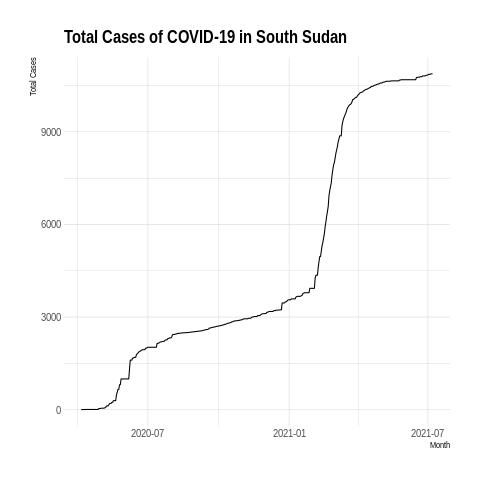 Total Cases of COVID-19 in South Sudan
Total Cases
9000
6000
3000
0
2020-07
2021-01
2021-07
Month